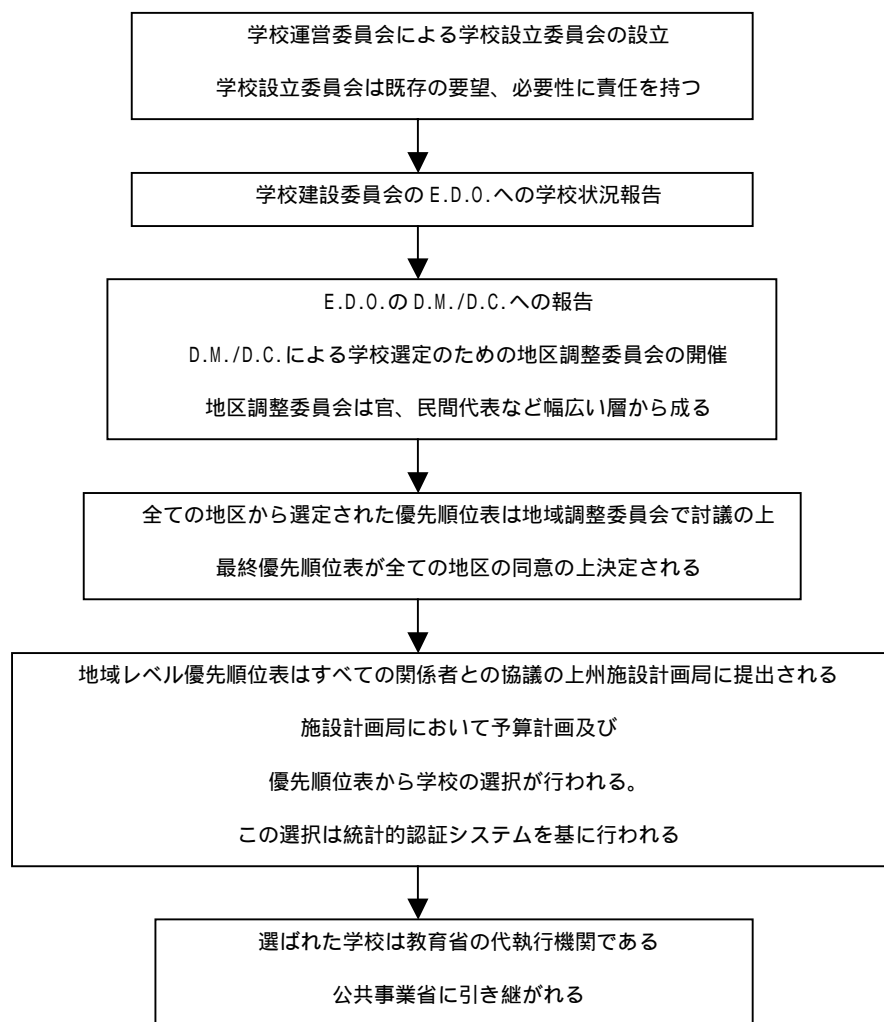 学校運営委員会による学校設立委員会の設立
学校設立委員会は既存の要望、必要性に責任を持つ
学校建設委員会の E.D.O.への学校状況報告
E.D.O.の D.M./D.C.への報告
D.M./D.C.による学校選定のための地区調整委員会の開催
地区調整委員会は官、民間代表など幅広い層から成る
全ての地区から選定された優先順位表は地域調整委員会で討議の上
最終優先順位表が全ての地区の同意の上決定される
地域レベル優先順位表はすべての関係者との協議の上州施設計画局に提出される
施設計画局において予算計画及び
優先順位表から学校の選択が行われる。
この選択は統計的認証システムを基に行われる
選ばれた学校は教育省の代執行機関である
公共事業省に引き継がれる